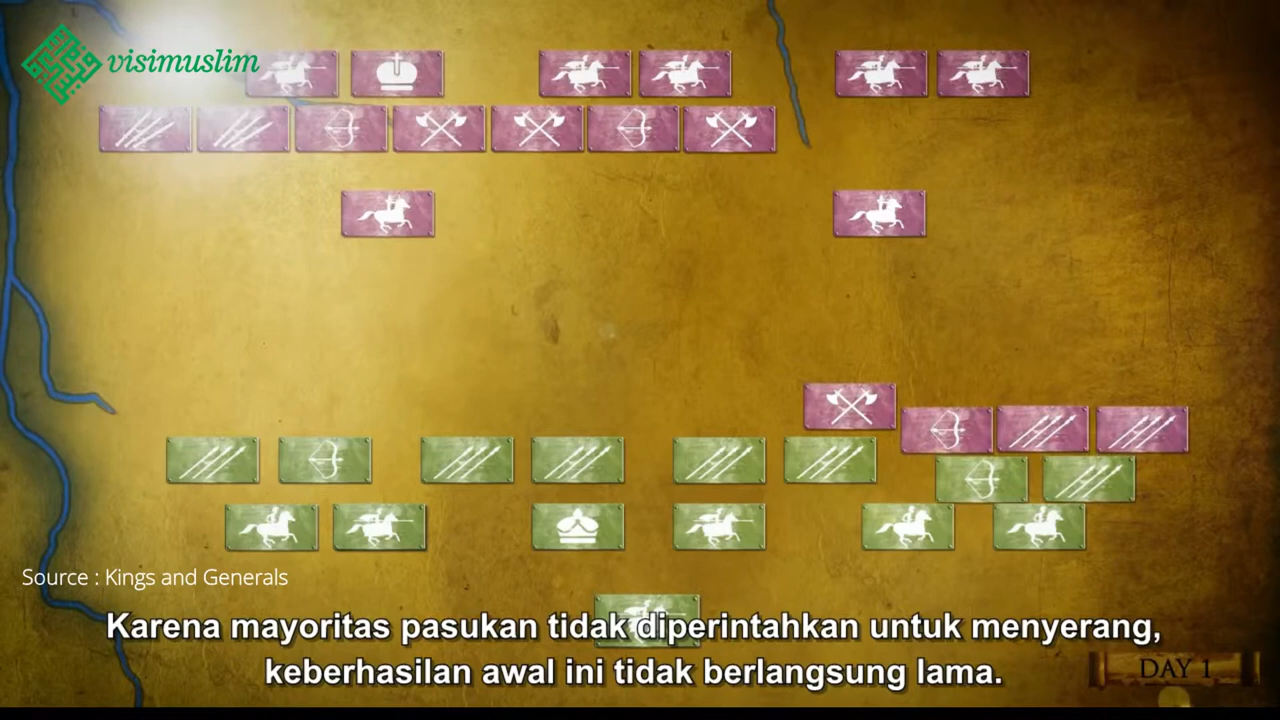 visimuslim
Source : Kings and Generals
Karena mayoritas pasukan tidak diperintahkan untuk menyerang,
keberhasilan awal ini tidak berlangsung lama.
DAY 1